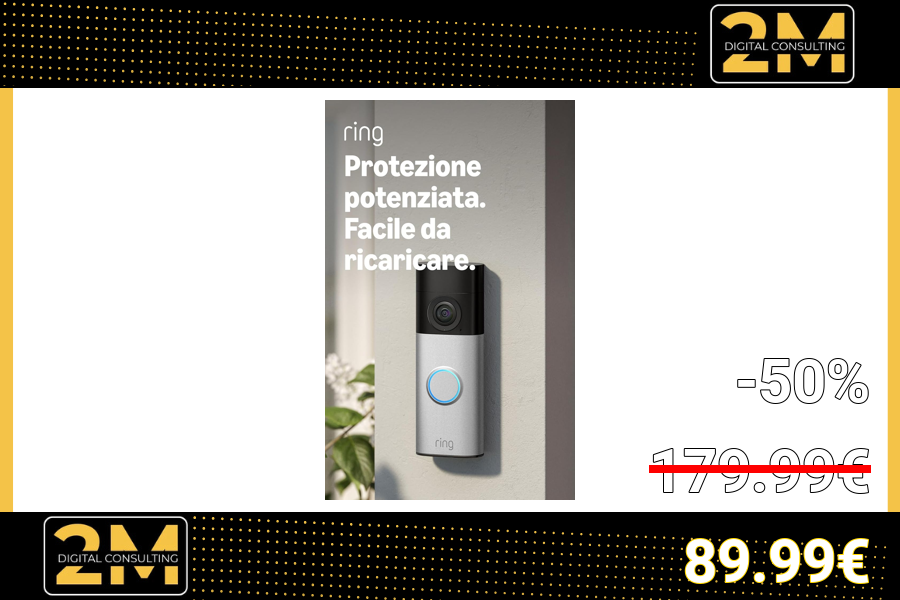 2M
DIGITAL CONSULTING
ring
Protezione
potenziata.
Facile da
ricaricare.
ring
-50%
179.99€
2M
DIGITAL CONSULTING
89.99€